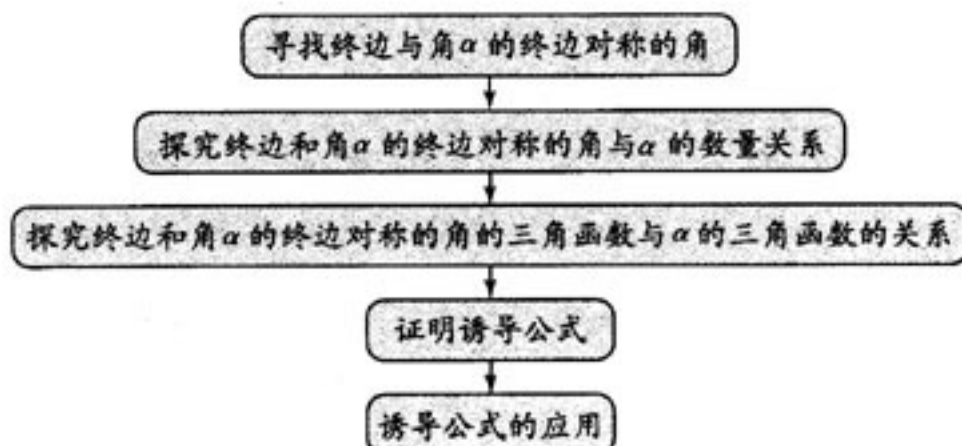 寻找终边与角α的终边对称的角
探究终边和角α的终边对称的角与α的数量关系
探究终边和角α的终边对称的角的三角函数与α的三角函数的关系
证明诱导公式
诱导公式的应用